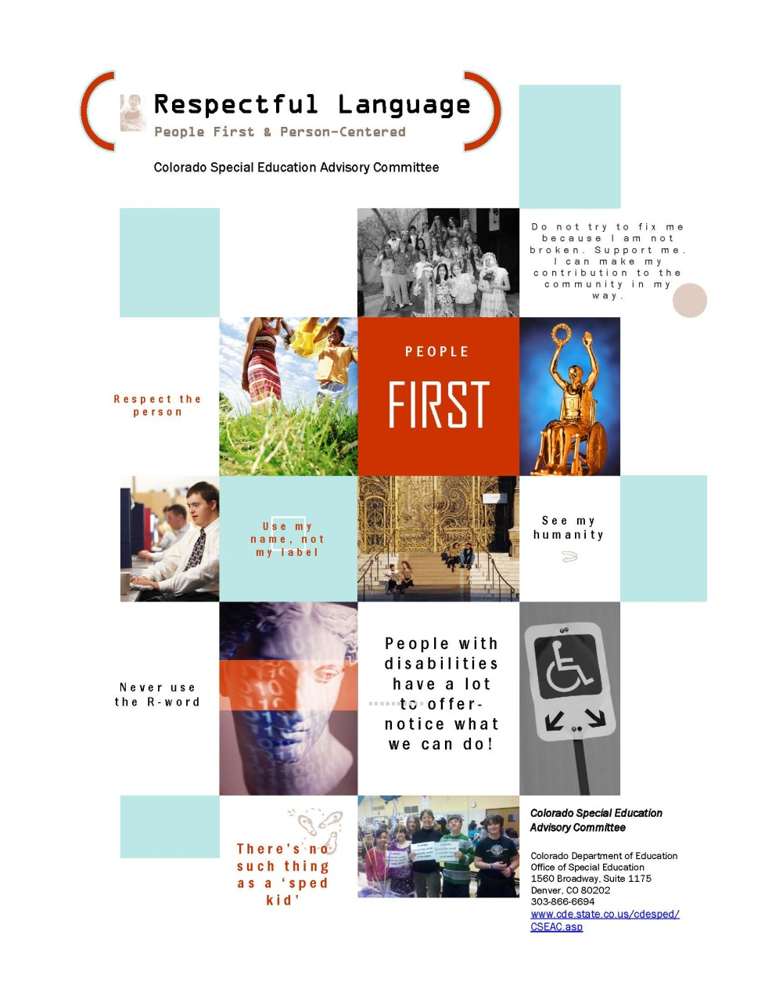 Respectful Language
People First & Person-Centered
Colorado Special Education Advisory Committee
Do not try to fix me
because I am not
broken. Support me.
I can make my
contribution to the
community in my
way.
PEOPLE
FIRST
Respect the
person
Use my
name, not
my label
See my
humanity
Never use
the R-word
People with
disabilities
have a lot
to offer-
notice what
we can do!
There's no
such thing
as a 'sped
kid'
Colorado Special Education
Advisory Committee
Colorado Department of Education
Office of Special Education
1560 Broadway, Suite 1175
Denver, CO 80202
303-866-6694
www.cde.state.co.us/cdesped/
CSEAC.asp